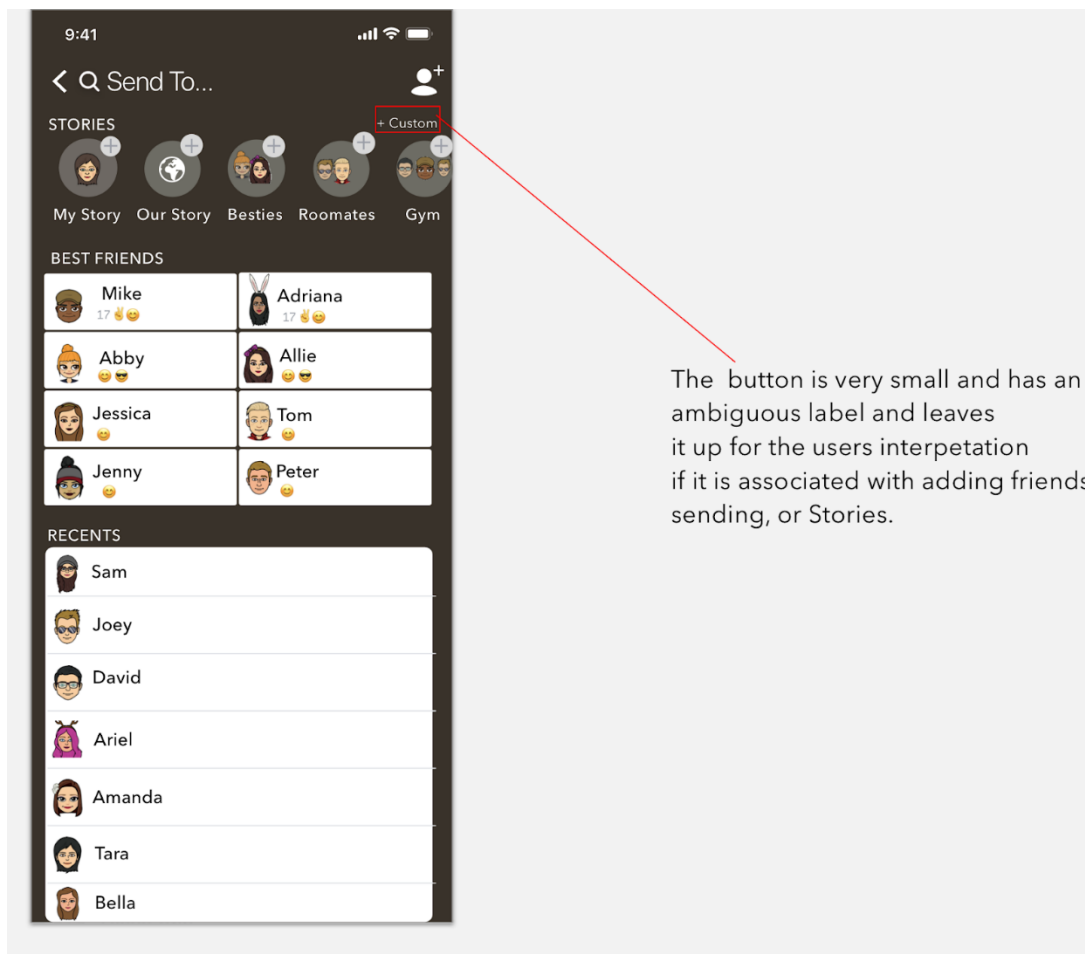 9:41
Send To...
STORIES
+ Custom
My Story Our Story Besties Roomates Gym
BEST FRIENDS
Mike
17
Adriana
17
Abby
Allie
Jessica
Tom
Jenny
Peter
RECENTS
Sam
Joey
David
Ariel
Amanda
Tara
Bella
The button is very small and has an
ambiguous label and leaves
it up for the users interpetation
if it is associated with adding friends
sending, or Stories.